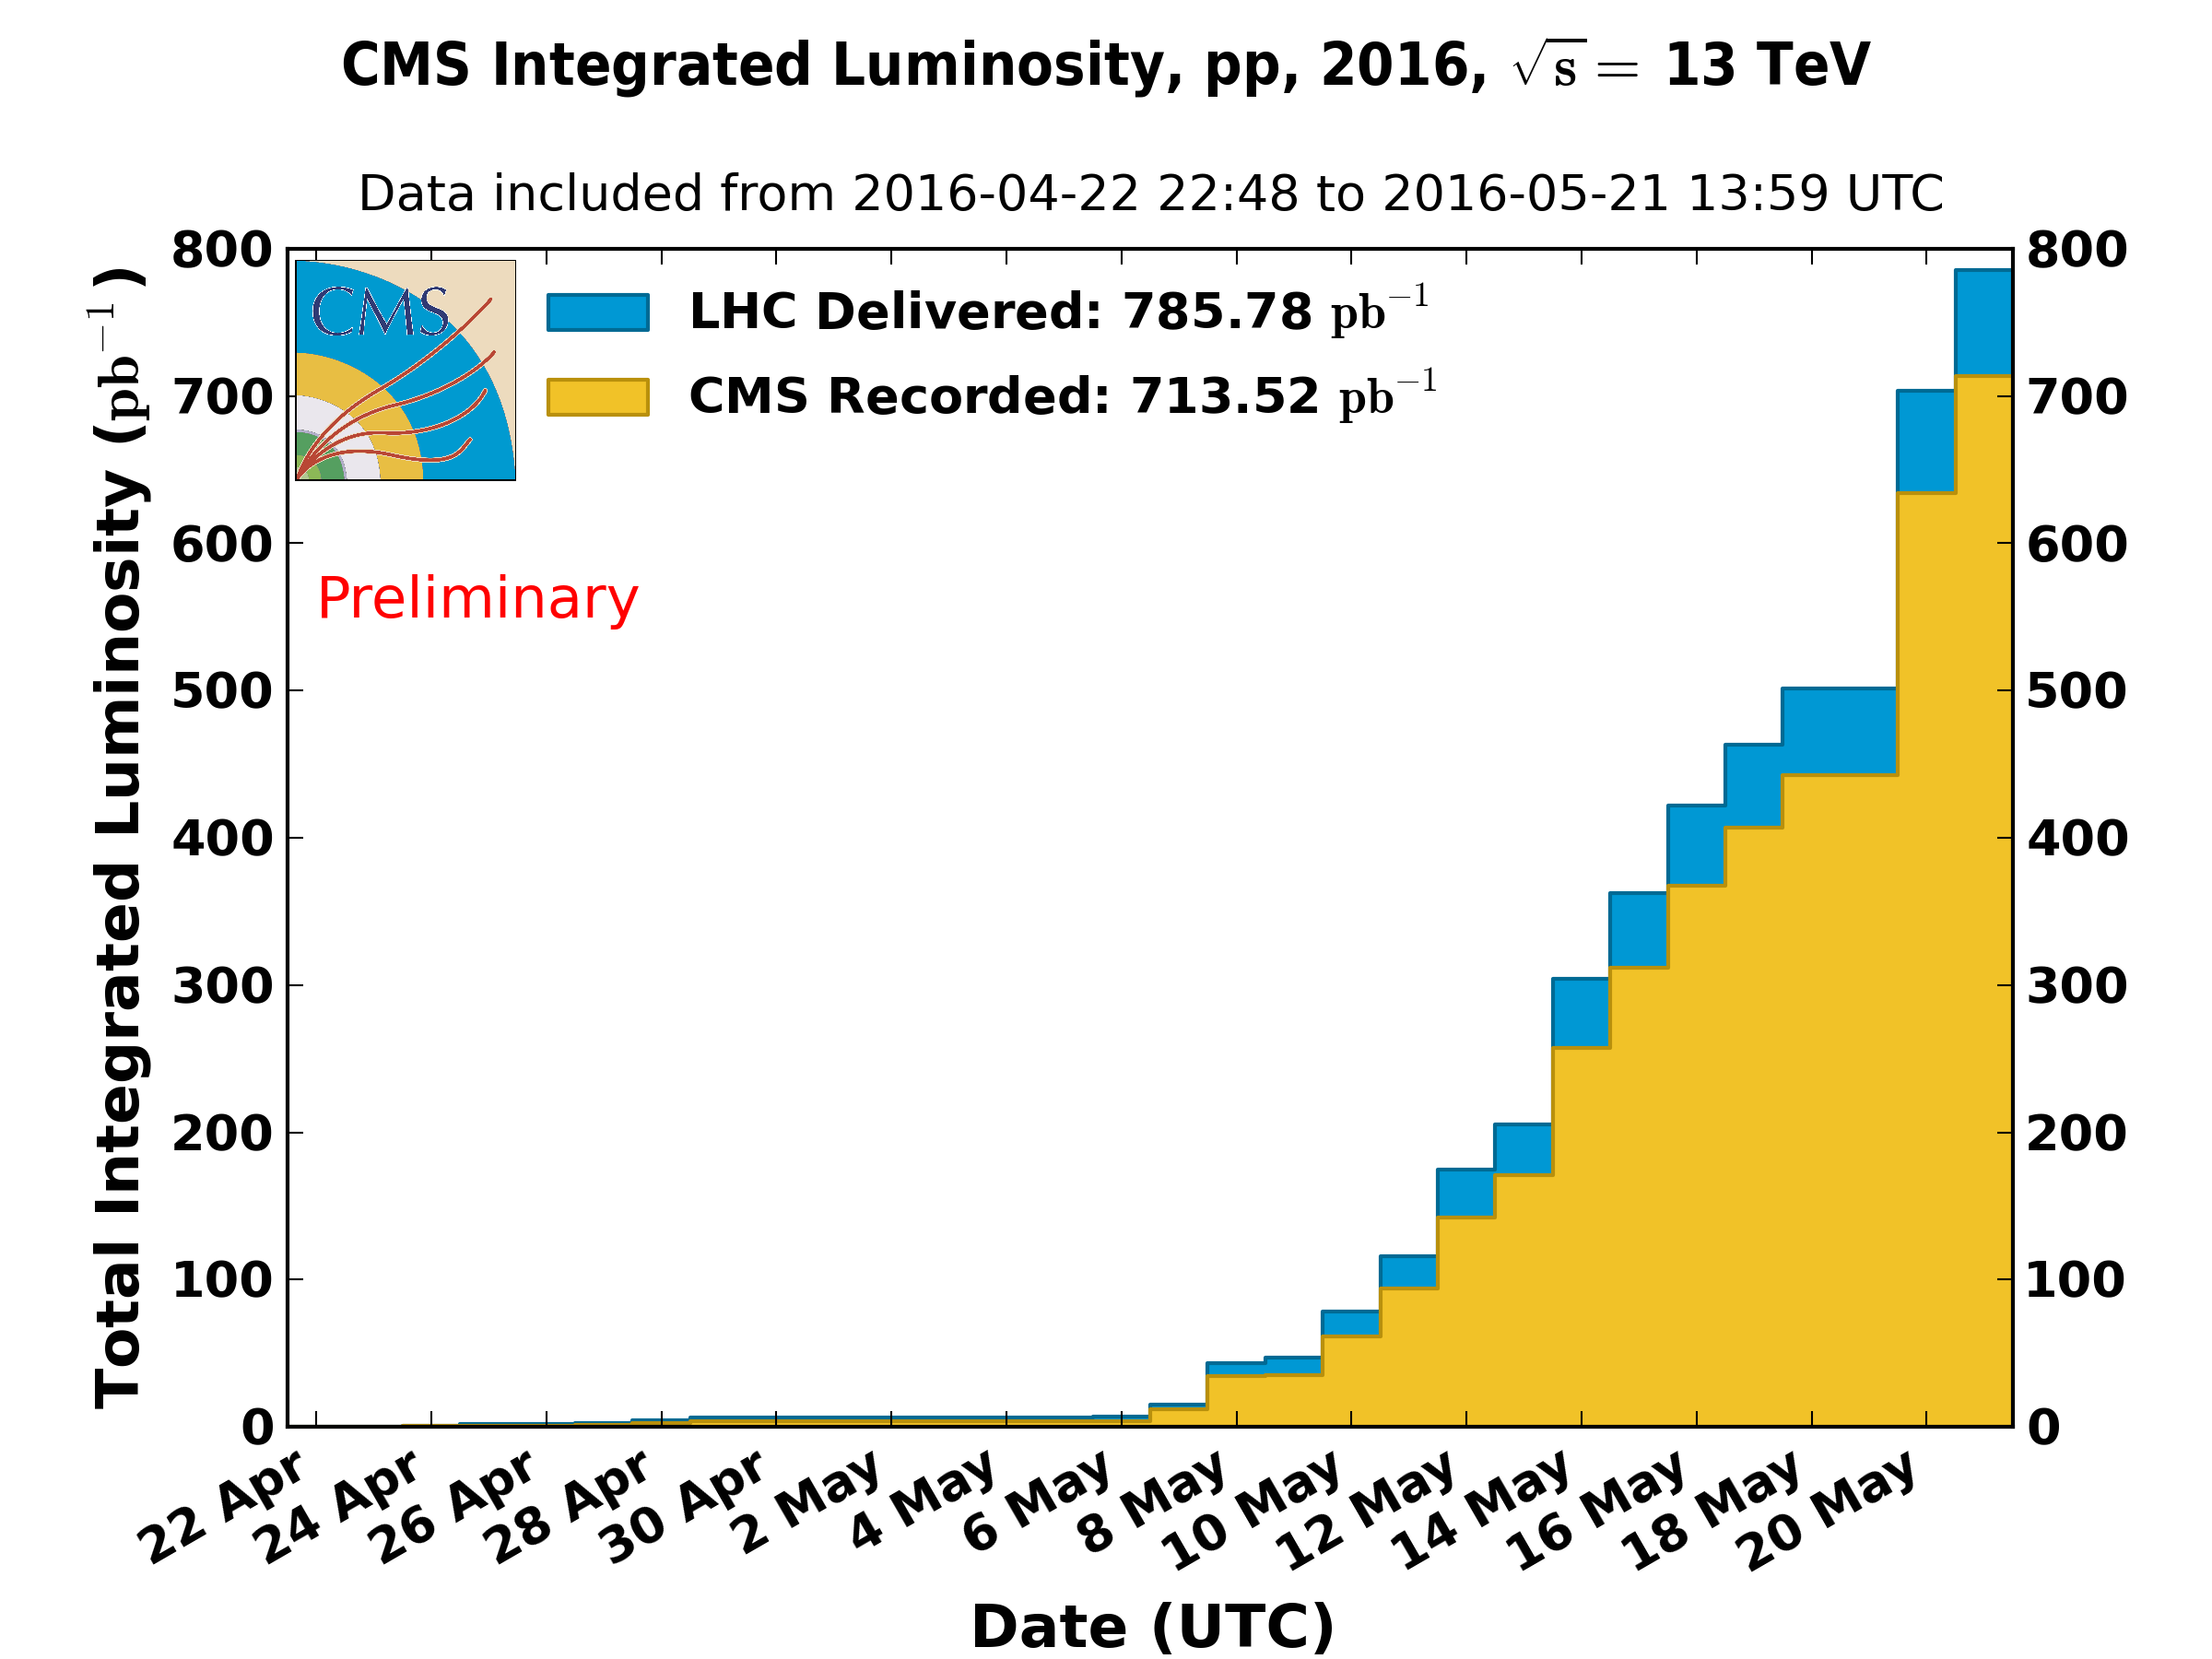 CMS Integrated Luminosity, pp, 2016, √s = 13 TeV
Data included from 2016-04-22 22:48 to 2016-05-21 13:59 UTC
CMS
LHC Delivered: 785.78 pb⁻¹
CMS Recorded: 713.52 pb⁻¹
Preliminary
Total Integrated Luminosity (pb⁻¹)
800
700
600
500
400
300
200
100
0
800
700
600
500
400
300
200
100
0
22 Apr
24 Apr
26 Apr
28 Apr
30 Apr
2 May
4 May
6 May
8 May
10 May
12 May
14 May
16 May
18 May
20 May
Date (UTC)